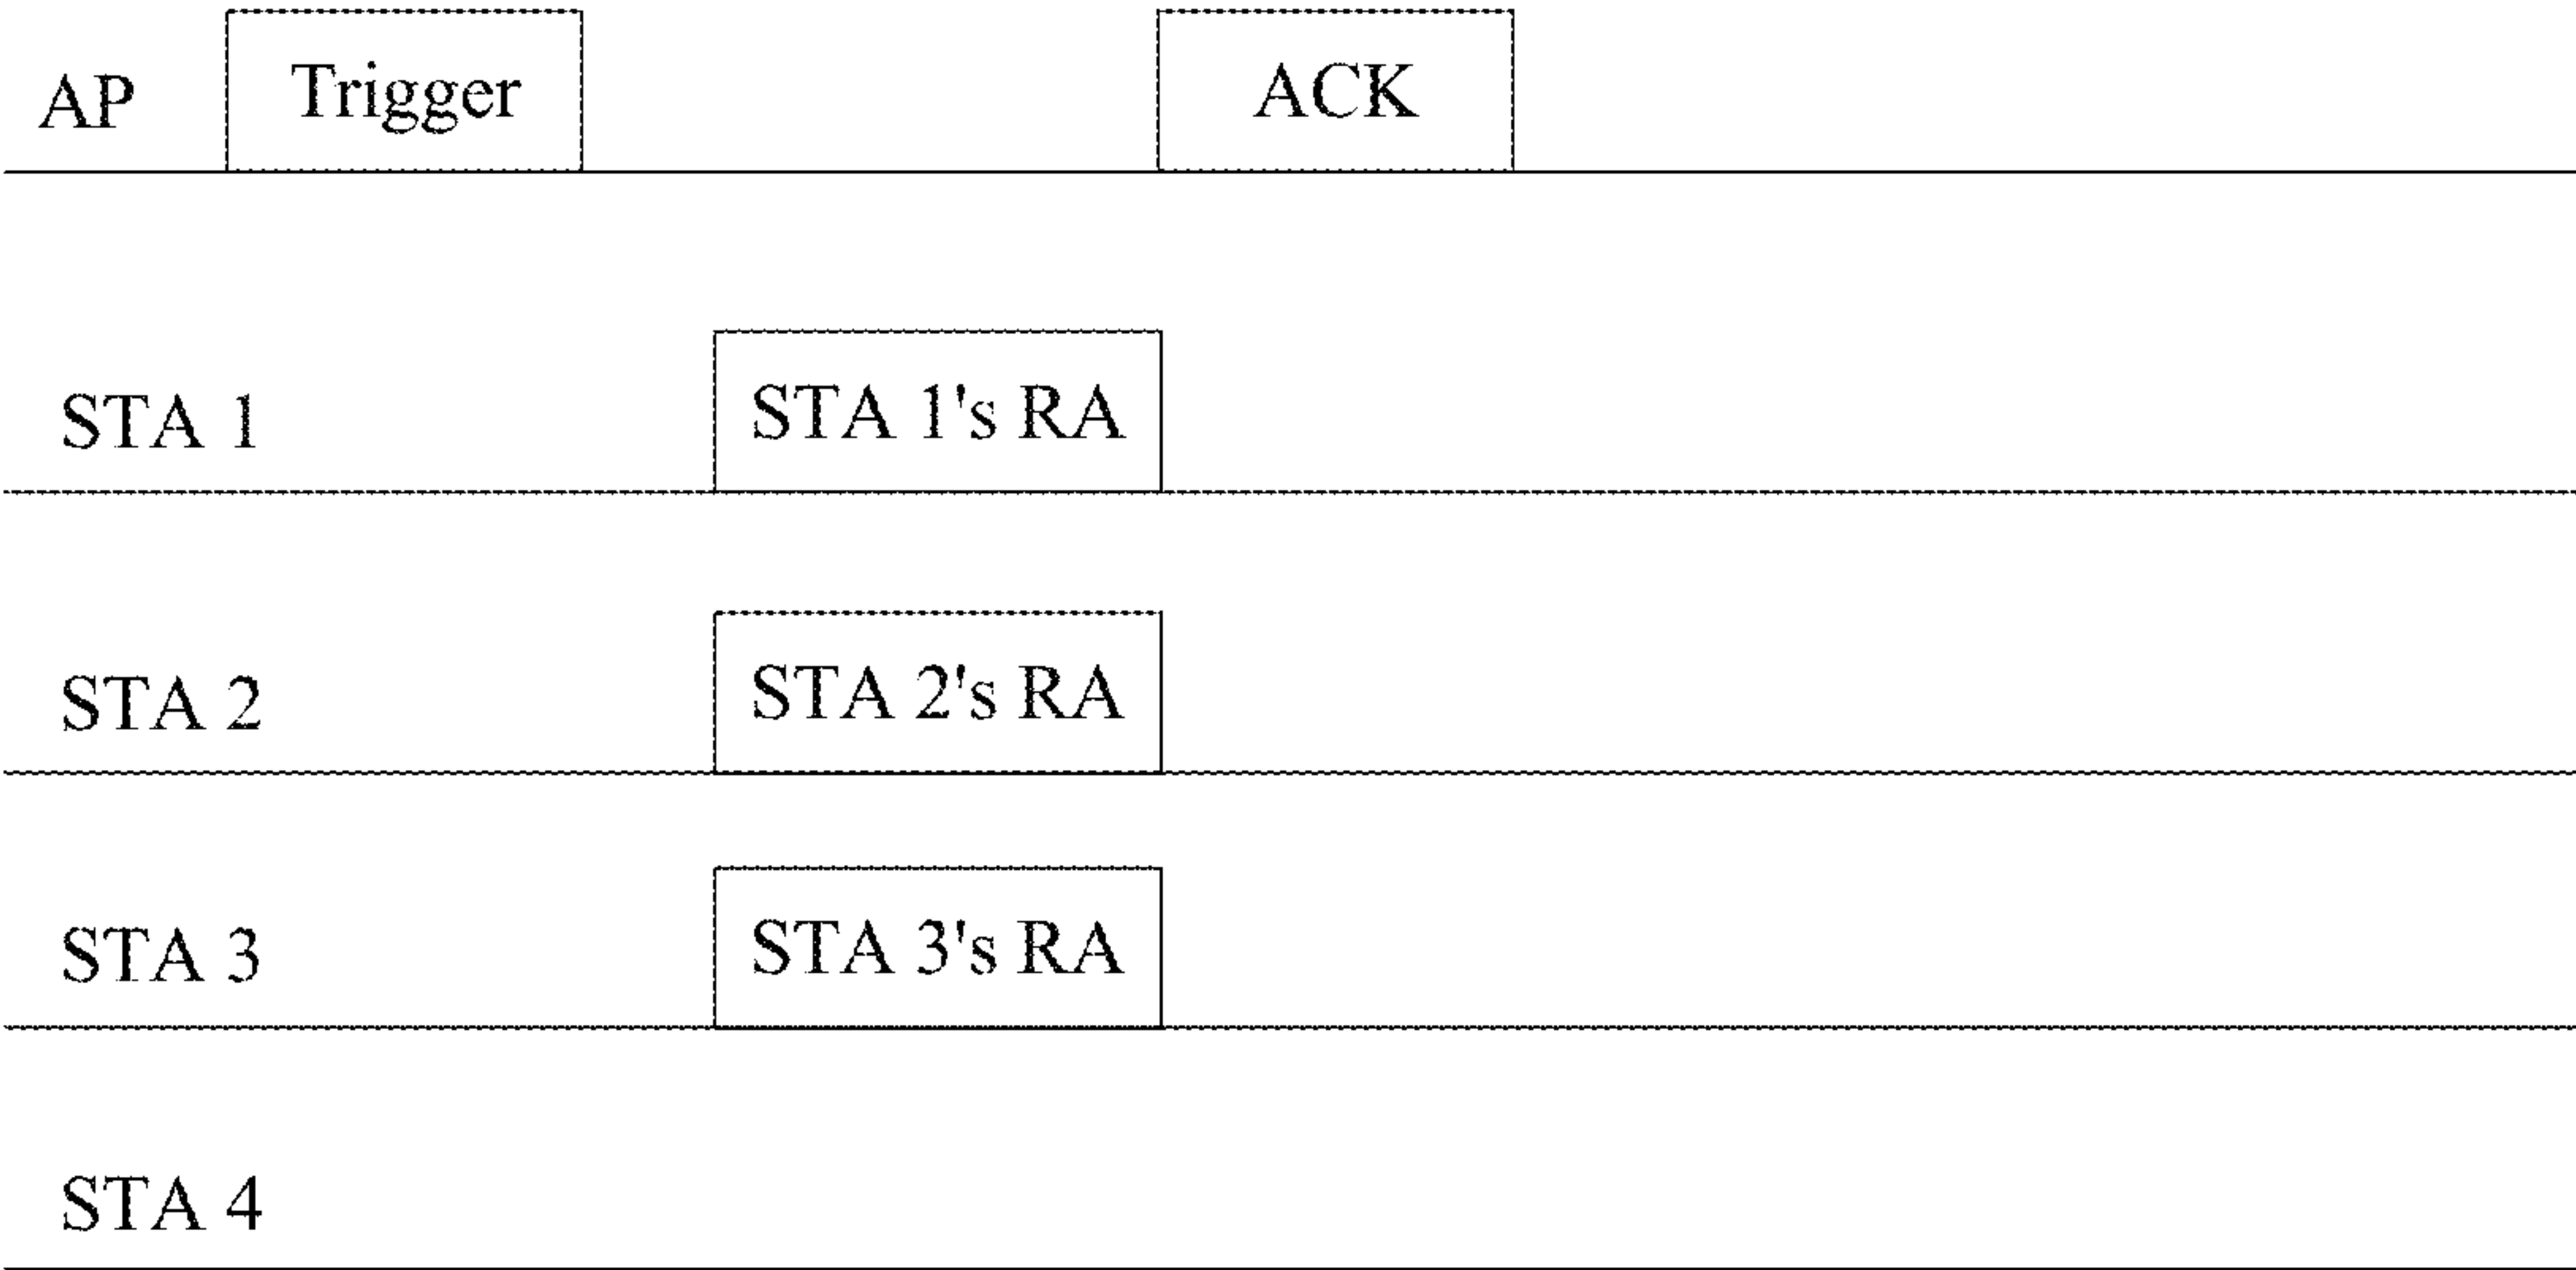 AP Trigger ACK
STA 1 STA 1's RA
STA 2 STA 2's RA
STA 3 STA 3's RA
STA 4